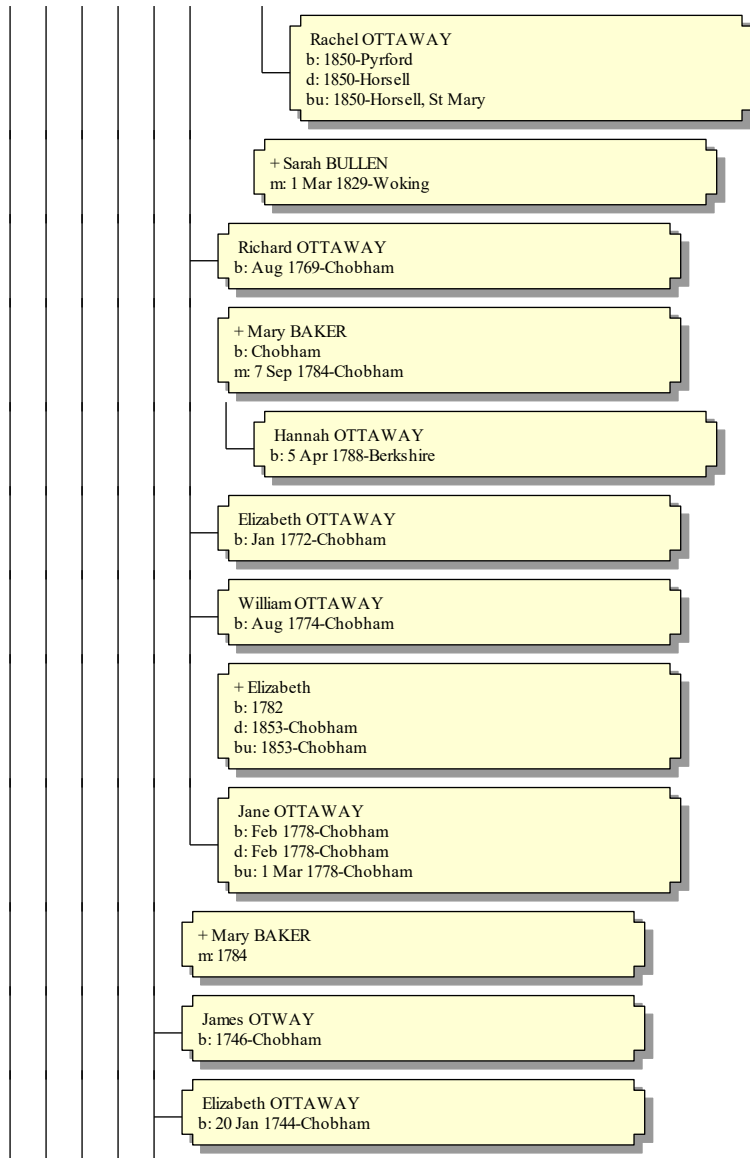 Rachel OTTAWAY
b: 1850-Pyrford
d: 1850-Horsell
bu: 1850-Horsell, St Mary
+ Sarah BULLEN
m: 1 Mar 1829-Woking
Richard OTTAWAY
b: Aug 1769-Chobham
+ Mary BAKER
b: Chobham
m: 7 Sep 1784-Chobham
Hannah OTTAWAY
b: 5 Apr 1788-Berkshire
Elizabeth OTTAWAY
b: Jan 1772-Chobham
William OTTAWAY
b: Aug 1774-Chobham
+ Elizabeth
b: 1782
d: 1853-Chobham
bu: 1853-Chobham
Jane OTTAWAY
b: Feb 1778-Chobham
d: Feb 1778-Chobham
bu: 1 Mar 1778-Chobham
+ Mary BAKER
m: 1784
James OTWAY
b: 1746-Chobham
Elizabeth OTTAWAY
b: 20 Jan 1744-Chobham